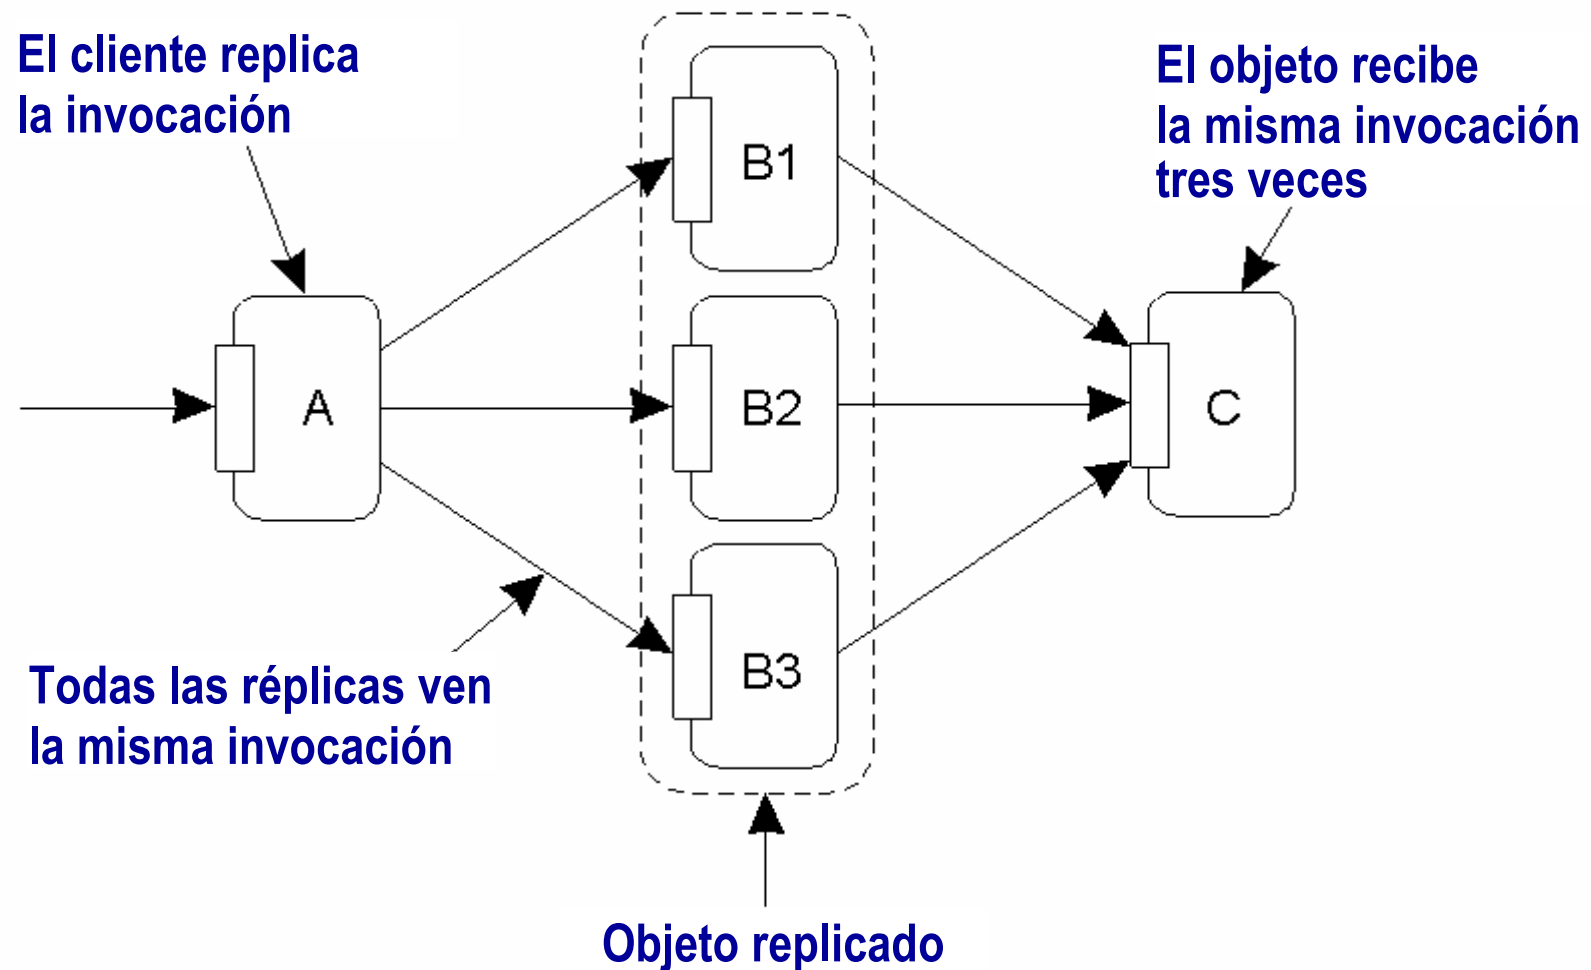 El cliente replica
la invocación
El objeto recibe
la misma invocación
tres veces
B1
A
B2
C
B3
Todas las réplicas ven
la misma invocación
Objeto replicado